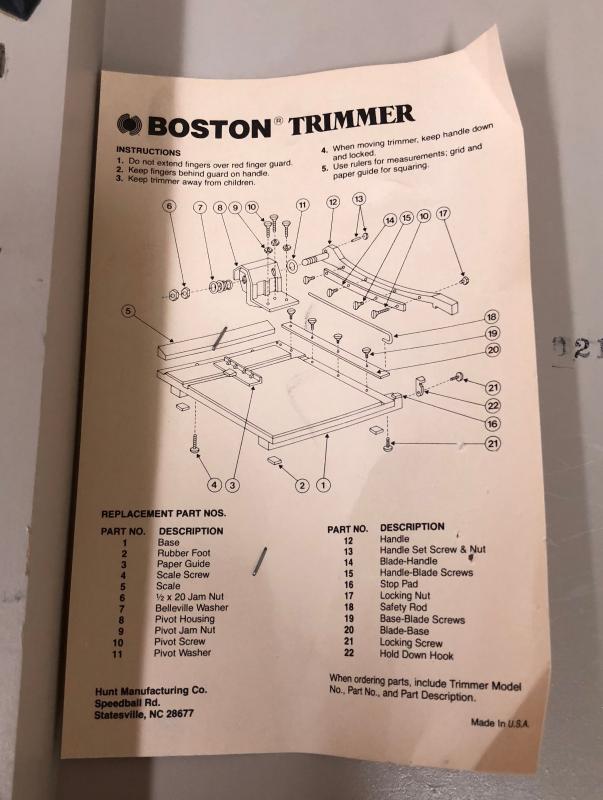 BOSTON® TRIMMER
INSTRUCTIONS
1. Do not extend fingers over red finger guard.
2. Keep fingers behind guard on handle.
3. Keep trimmer away from children.
4. When moving trimmer, keep handle down
and locked.
5. Use rulers for measurements; grid and
paper guide for squaring.
6 7 8 9 10 11 12 13
14 15 10 17
5
18
19
20
21
22
16
21
4 3 2 1
REPLACEMENT PART NOS.
PART NO. DESCRIPTION
1 Base
2 Rubber Foot
3 Paper Guide
4 Scale Screw
5 Scale
6 ½ x 20 Jam Nut
7 Belleville Washer
8 Pivot Housing
9 Pivot Jam Nut
10 Pivot Screw
11 Pivot Washer
PART NO. DESCRIPTION
12 Handle
13 Handle Set Screw & Nut
14 Blade-Handle
15 Handle-Blade Screws
16 Stop Pad
17 Locking Nut
18 Safety Rod
19 Base-Blade Screws
20 Blade-Base
21 Locking Screw
22 Hold Down Hook
Hunt Manufacturing Co.
Speedball Rd.
Statesville, NC 28677
When ordering parts, include Trimmer Model
No., Part No., and Part Description.
Made in U.S.A.